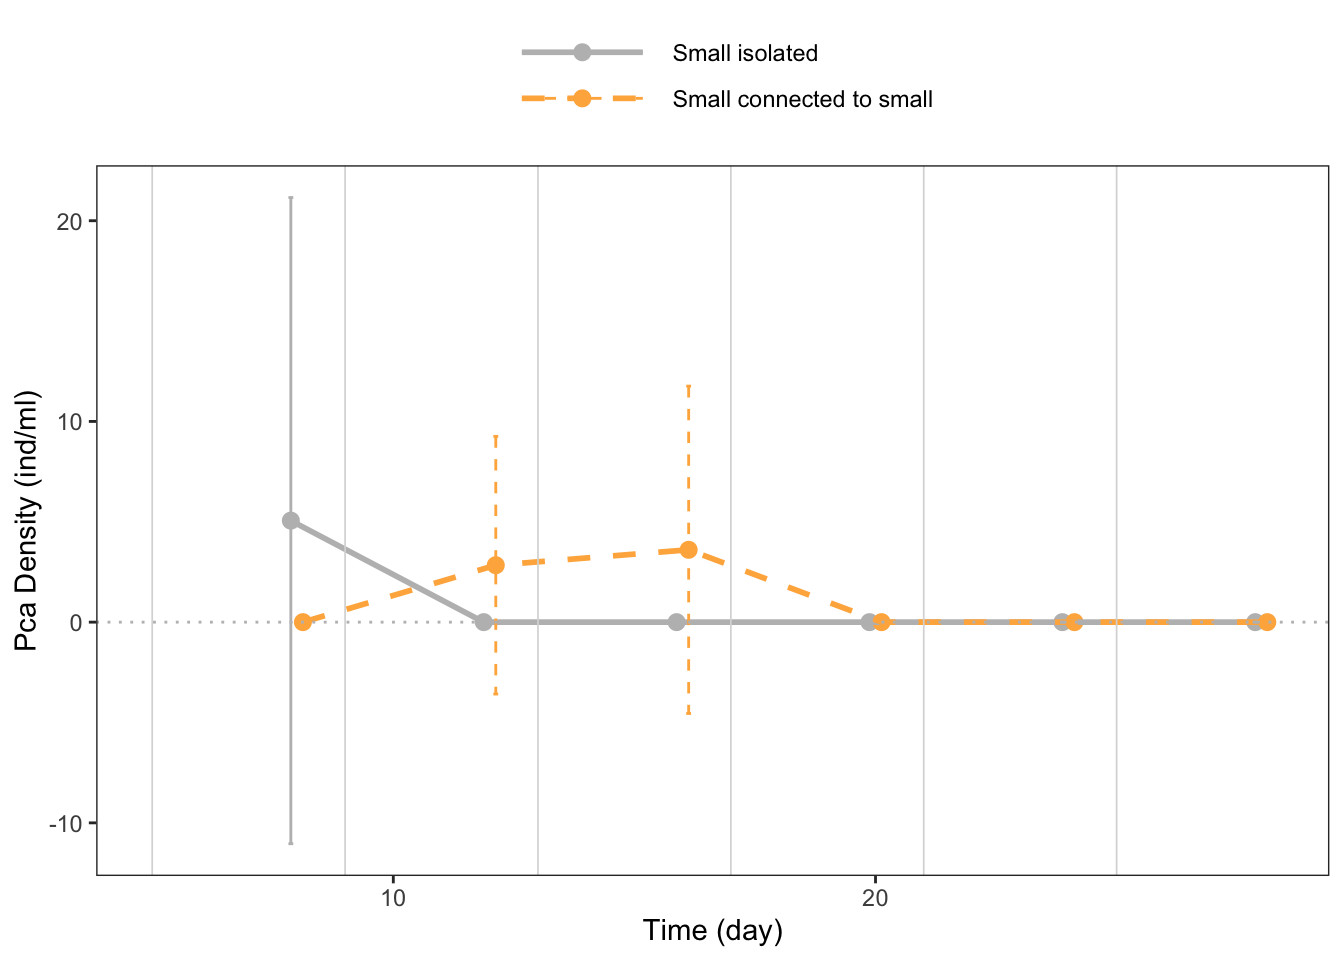 Small isolated
Small connected to small
20
10
0
-10
Pca Density (ind/ml)
10
20
Time (day)